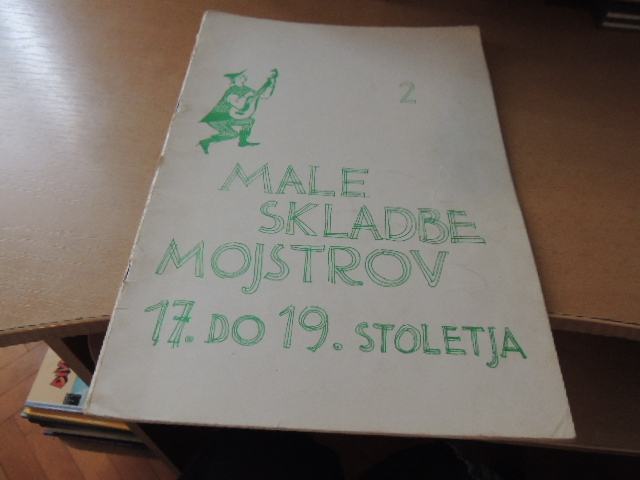 2
MALE
SKLADBE
MOJSTROV
17. DO 19. STOLETJA